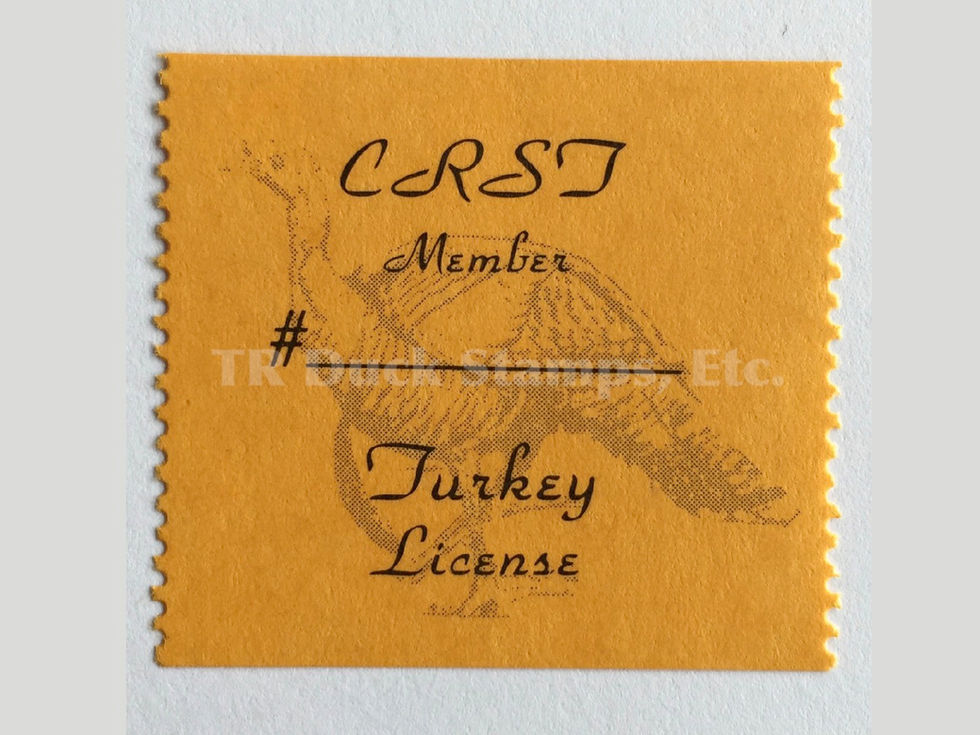 CRST
Member
#
TR Duck Stamps, Etc.
Turkey
License